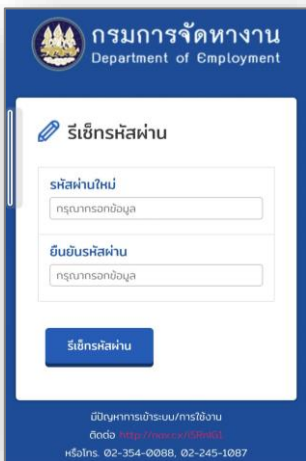 กรมการจัดหางาน
Department of Employment
รีเซ็ทรหัสผ่าน
รหัสผ่านใหม่
กรุณากรอกข้อมูล
ยืนยันรหัสผ่าน
กรุณากรอกข้อมูล
รีเซ็ทรหัสผ่าน
มีปัญหาการเข้าระบบ/การใช้งาน
ติดต่อ
หรือโทร. 02-354-0088, 02-245-1087